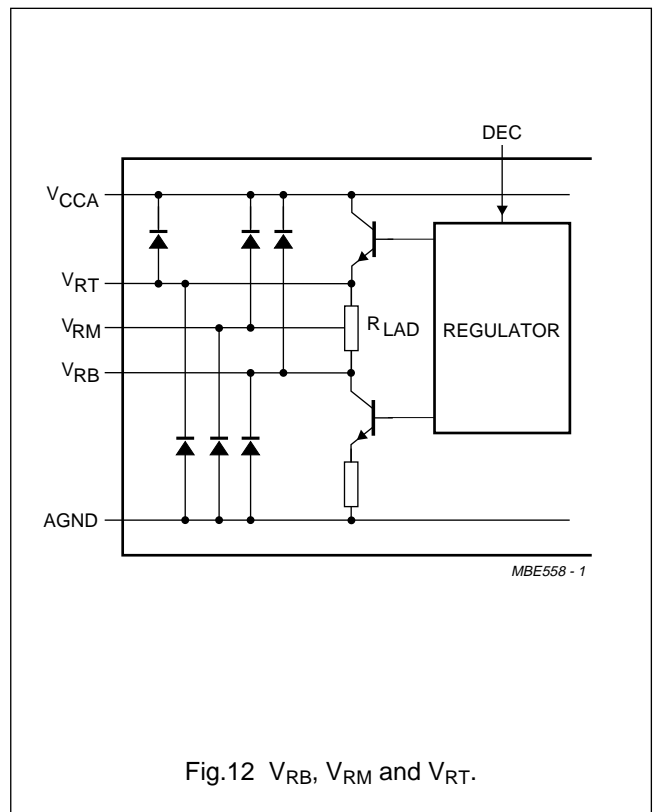 DEC
VCCA
VRT
VRM
RLAD
REGULATOR
VRB
AGND
MBE558 - 1
Fig.12 VRB, VRM and VRT.